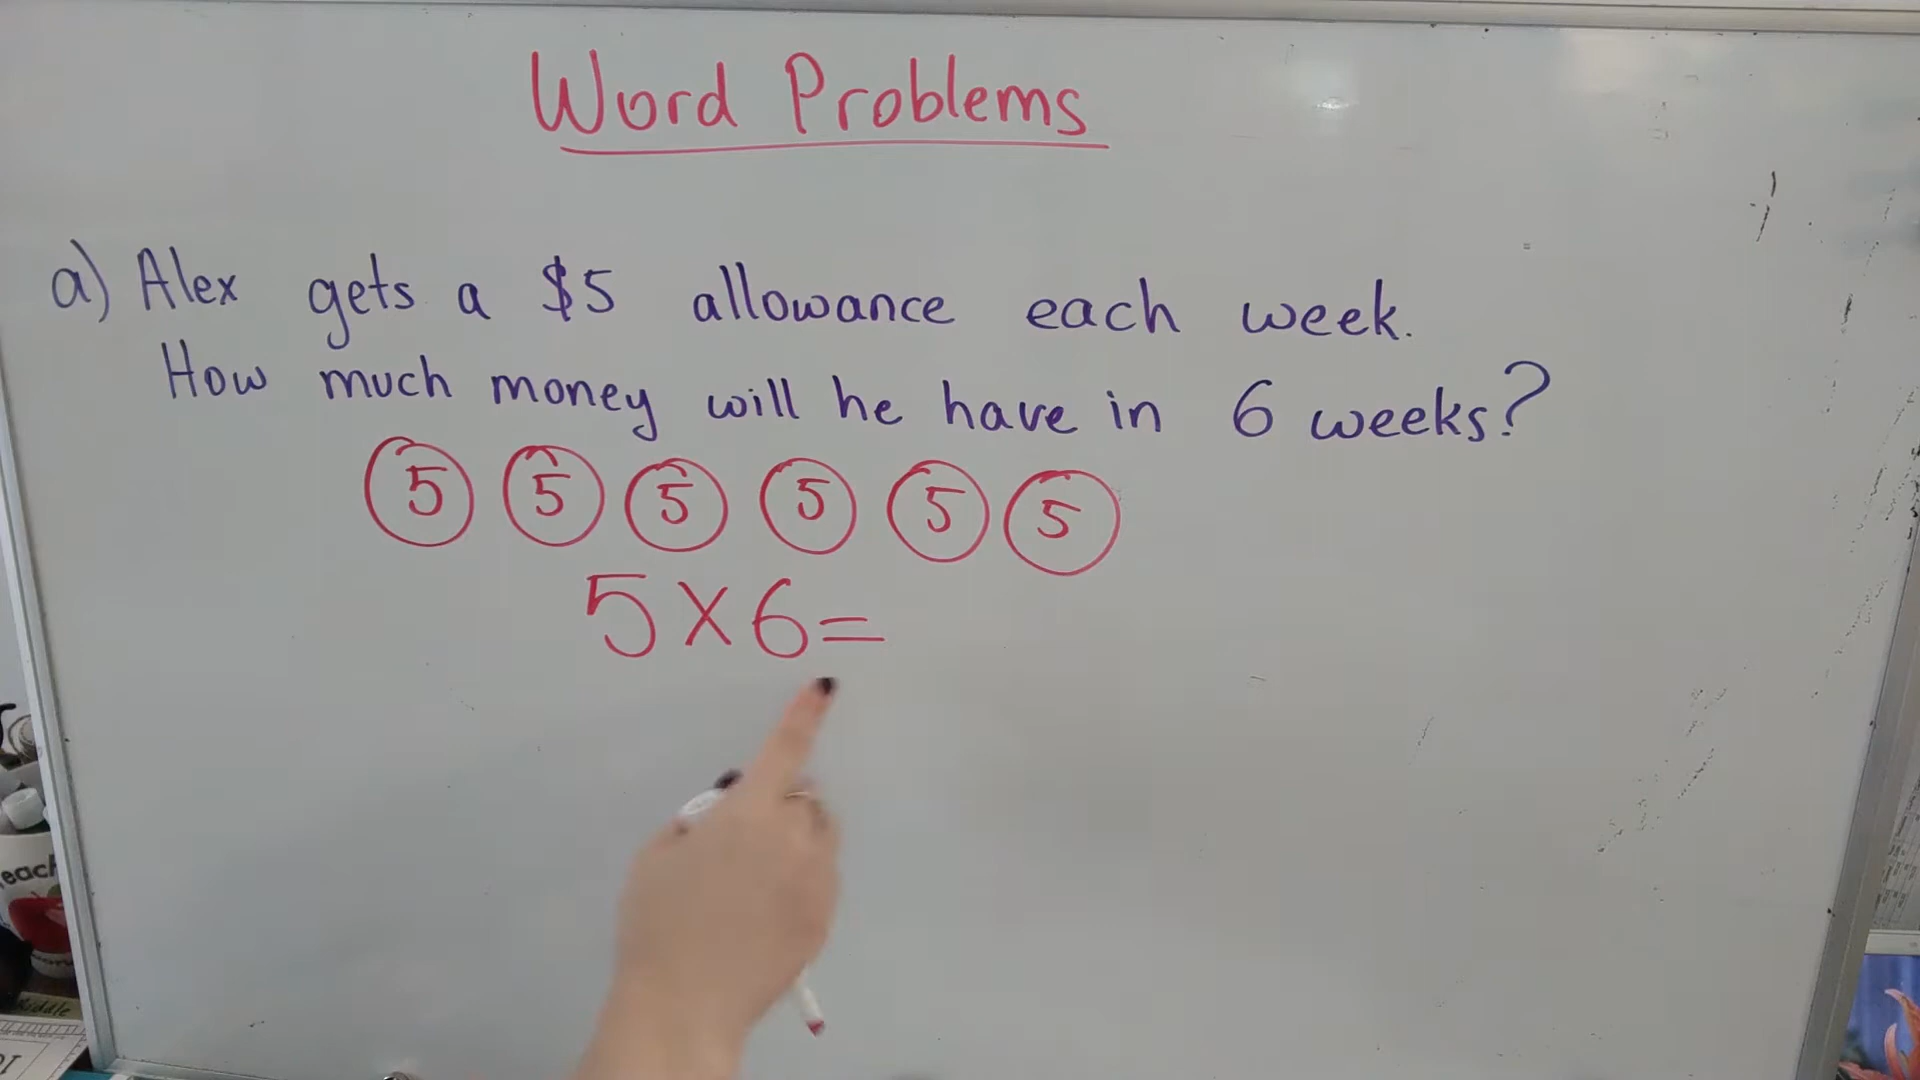 Word Problems
a) Alex gets a $5 allowance each week.
How much money will he have in 6 weeks?
5 5 5 5 5 5
5×6=
each